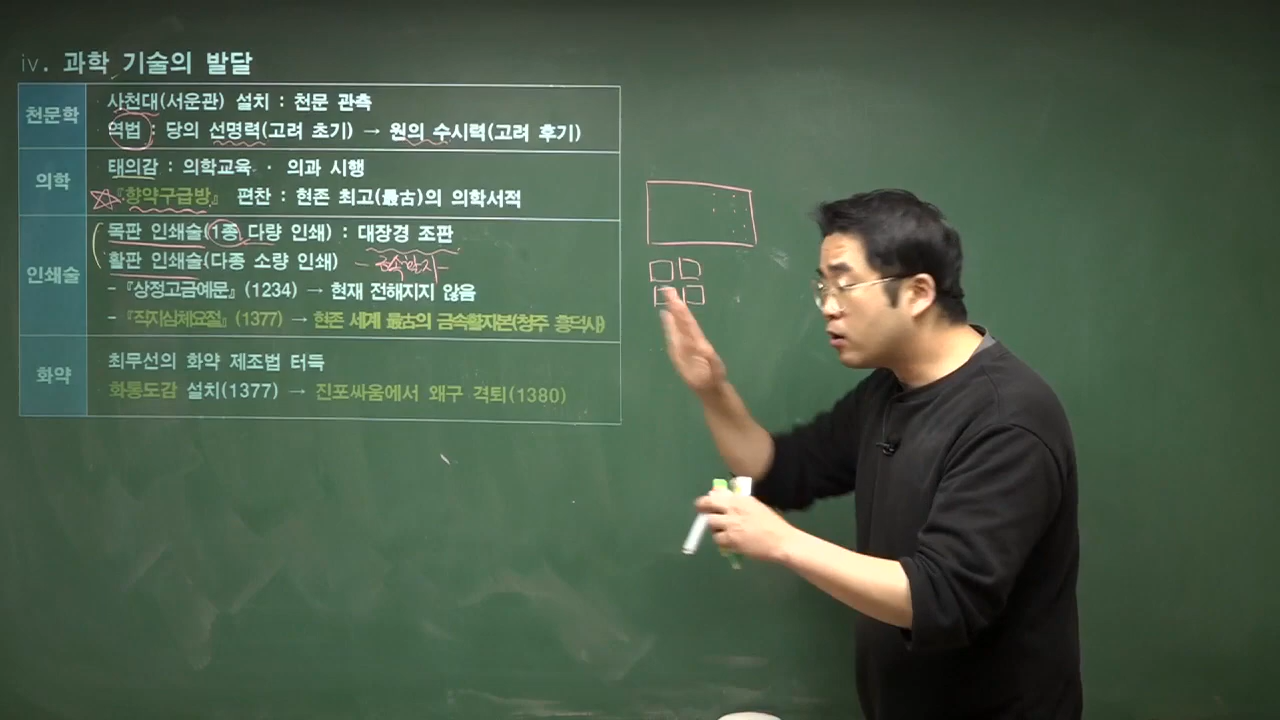 iv. 과학 기술의 발달
천문학
사천대(서운관) 설치 : 천문 관측
역법 : 당의 선명력(고려 초기) → 원의 수시력(고려 후기)
의학
태의감 : 의학교육 · 의과 시행
『향약구급방』 편찬 : 현존 최고(最古)의 의학서적
인쇄술
목판 인쇄술(1종 다량 인쇄) : 대장경 조판
활판 인쇄술(다종 소량 인쇄) - 금속활자-
-『상정고금예문』(1234) → 현재 전해지지 않음
-『직지심체요절』(1377) → 현존 세계 最古의 금속활자본(청주 흥덕사)
화약
최무선의 화약 제조법 터득
화통도감 설치(1377) → 진포싸움에서 왜구 격퇴(1380)